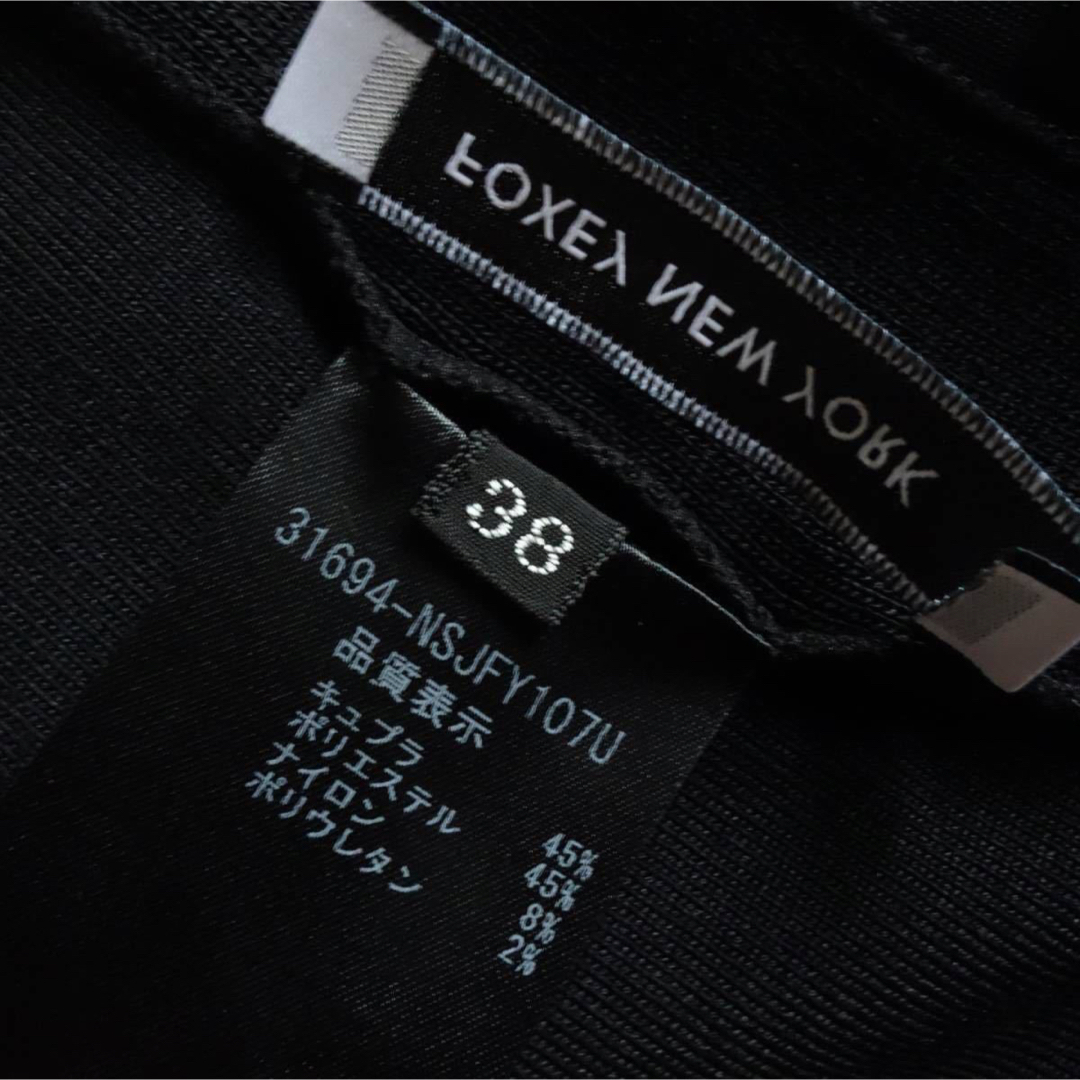 FOXEY NEW YORK
38
31694-NSJFY107U
品質表示
キュプラ 45%
ポリエステル 45%
ナイロン 8%
ポリウレタン 2%